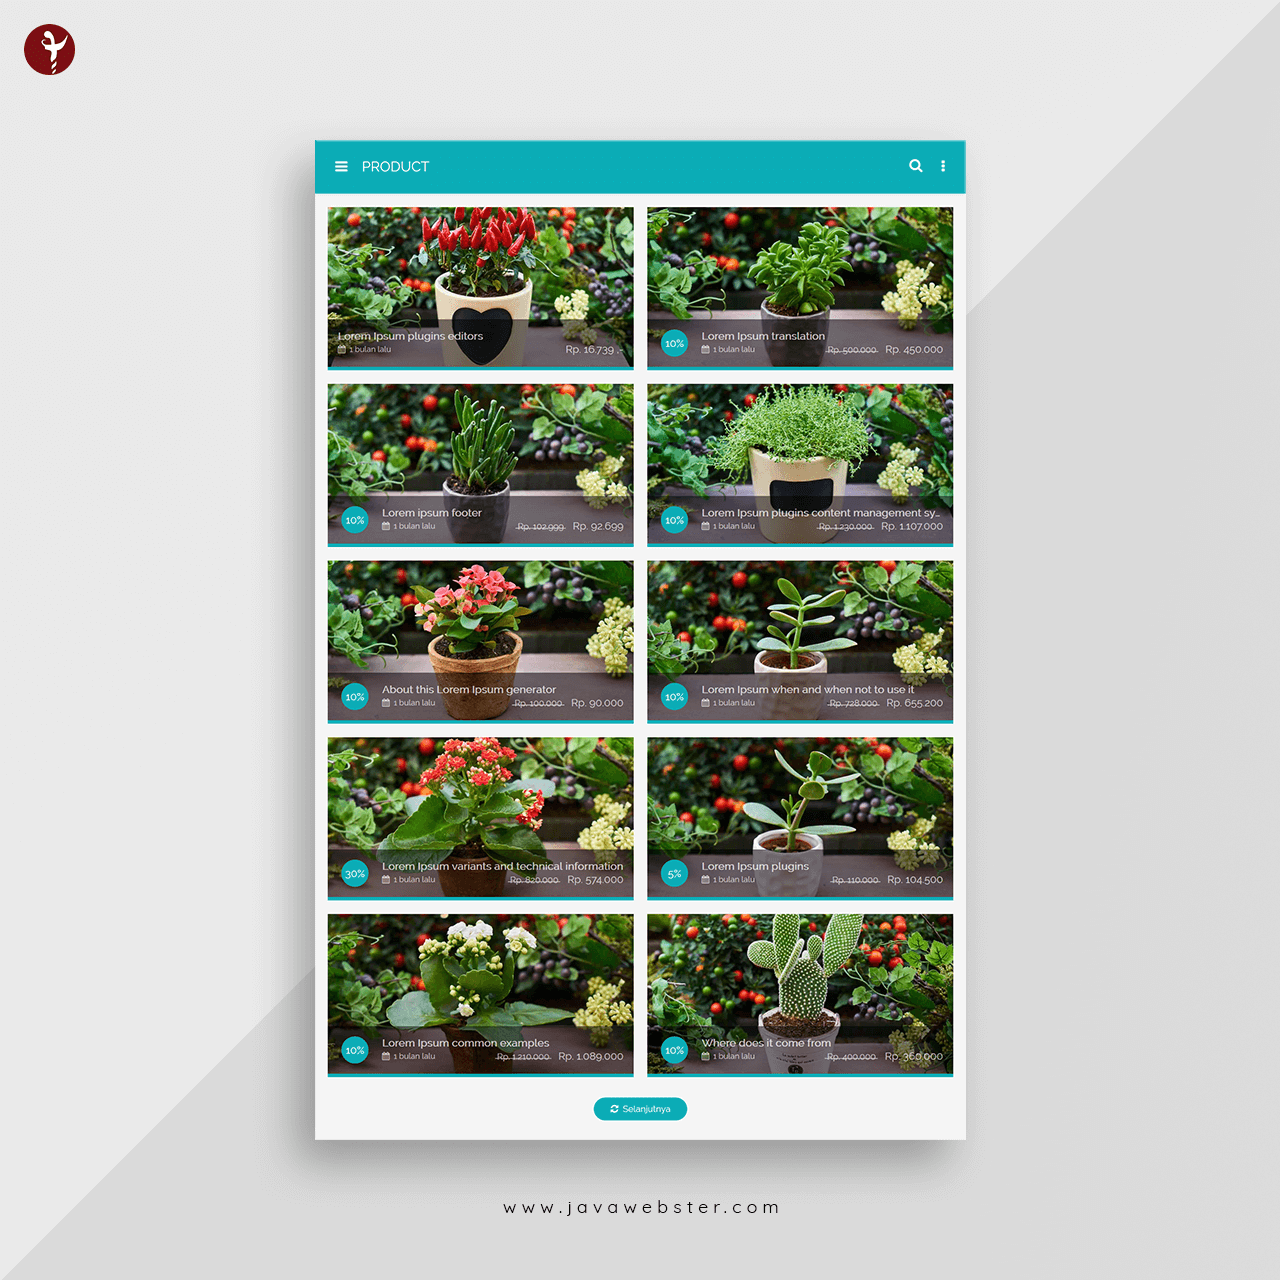 PRODUCT
Lorem Ipsum plugins editors
1 bulan lalu
Rp. 16.739 ,-
10%
Lorem Ipsum translation
1 bulan lalu
Rp. 500.000
Rp. 450.000
10%
Lorem ipsum footer
1 bulan lalu
Rp. 102.999
Rp. 92.699
10%
Lorem Ipsum plugins content management sy...
1 bulan lalu
Rp. 1.230.000
Rp. 1.107.000
10%
About this Lorem Ipsum generator
1 bulan lalu
Rp. 100.000
Rp. 90.000
10%
Lorem Ipsum when and when not to use it
1 bulan lalu
Rp. 728.000
Rp. 655.200
30%
Lorem Ipsum variants and technical information
1 bulan lalu
Rp. 820.000
Rp. 574.000
5%
Lorem Ipsum plugins
1 bulan lalu
Rp. 110.000
Rp. 104.500
10%
Lorem Ipsum common examples
1 bulan lalu
Rp. 1.210.000
Rp. 1.089.000
10%
Where does it come from
1 bulan lalu
Rp. 400.000
Rp. 360.000
Selanjutnya
www.javawebster.com